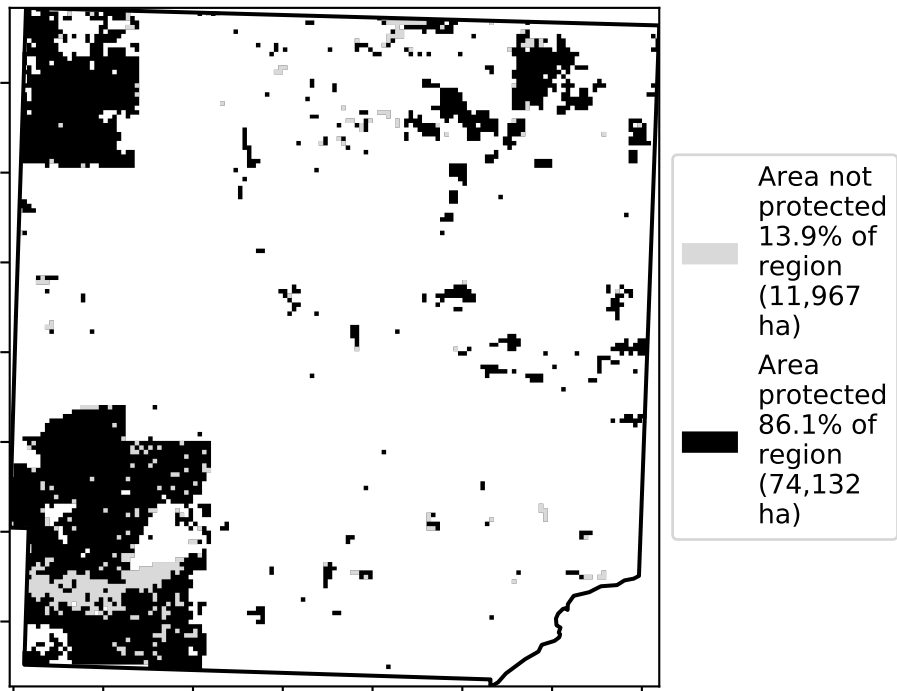 Area not
protected
13.9% of
region
(11,967
ha)
Area
protected
86.1% of
region
(74,132
ha)